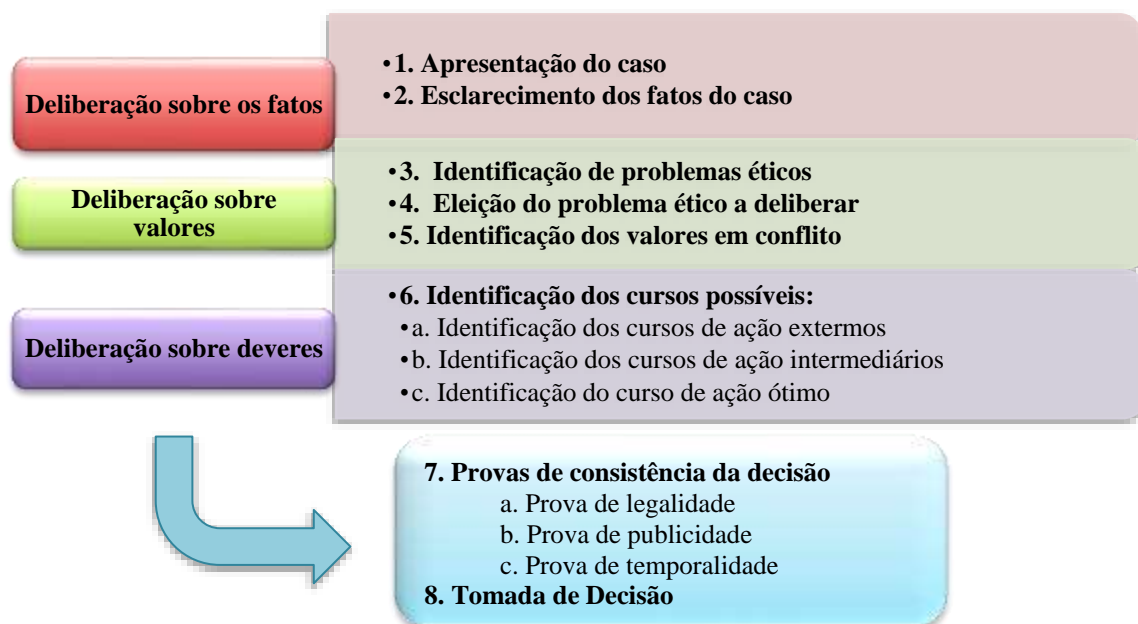 Deliberação sobre os fatos
•1. Apresentação do caso
•2. Esclarecimento dos fatos do caso
Deliberação sobre
valores
•3. Identificação de problemas éticos
•4. Eleição do problema ético a deliberar
•5. Identificação dos valores em conflito
Deliberação sobre deveres
•6. Identificação dos cursos possíveis:
•a. Identificação dos cursos de ação extermos
•b. Identificação dos cursos de ação intermediários
•c. Identificação do curso de ação ótimo
7. Provas de consistência da decisão
a. Prova de legalidade
b. Prova de publicidade
c. Prova de temporalidade
8. Tomada de Decisão